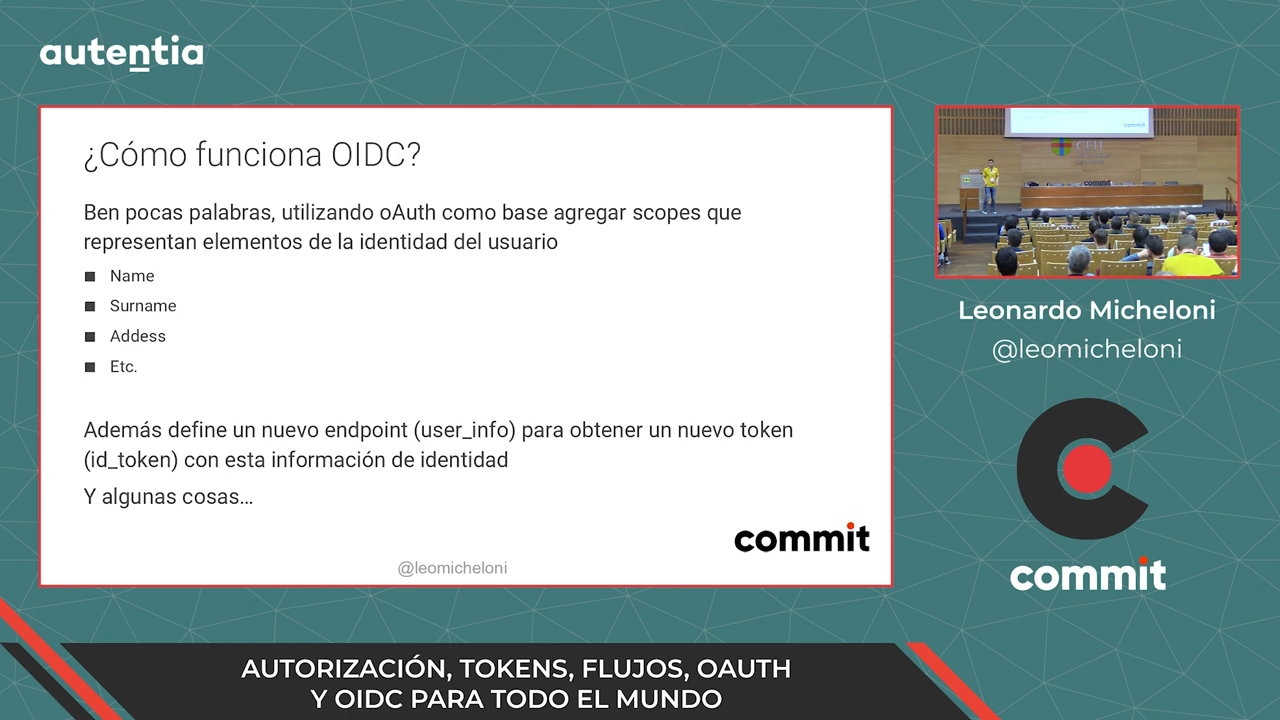 autentia
¿Cómo funciona OIDC?
Ben pocas palabras, utilizando oAuth como base agregar scopes que
representan elementos de la identidad del usuario
Name
Surname
Addess
Etc.
Además define un nuevo endpoint (user_info) para obtener un nuevo token
(id_token) con esta información de identidad
Y algunas cosas...
commit
@leomicheloni
commit
CEU
commit
Leonardo Micheloni
@leomicheloni
commit
AUTORIZACIÓN, TOKENS, FLUJOS, OAUTH
Y OIDC PARA TODO EL MUNDO